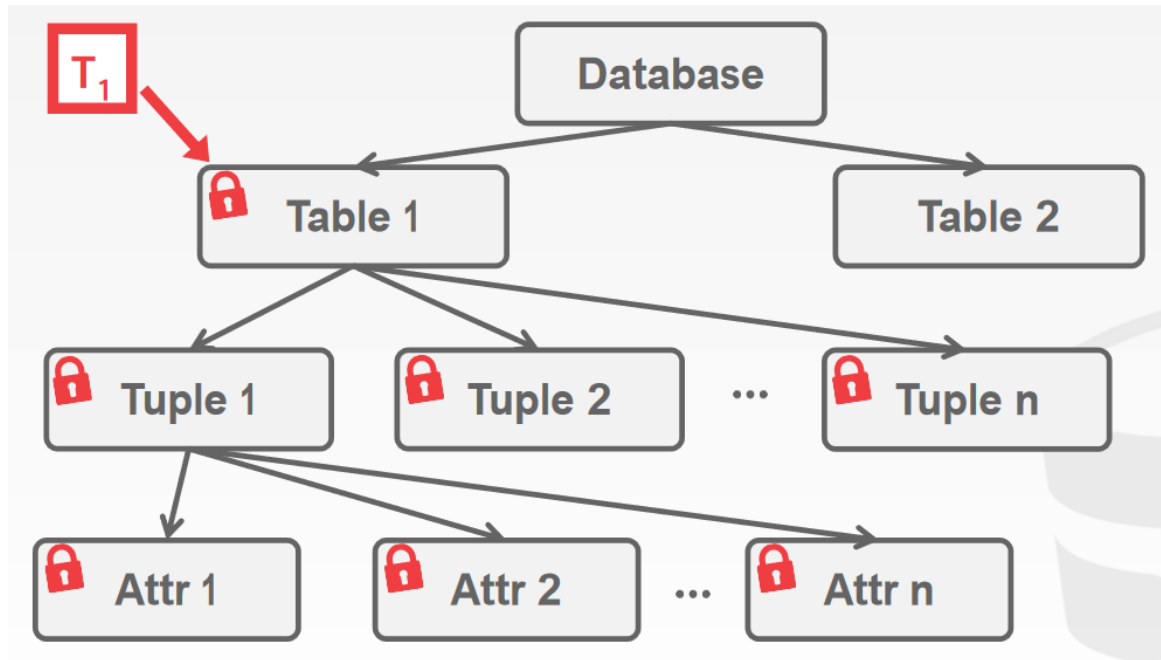 T₁
Database
Table 1
Table 2
Tuple 1
Tuple 2
...
Tuple n
Attr 1
Attr 2
...
Attr n